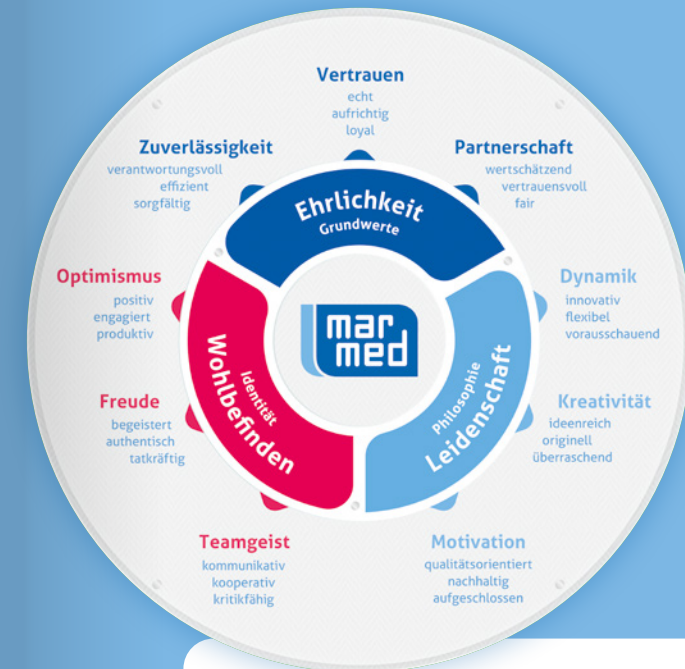 Vertrauen
echt
aufrichtig
loyal
Zuverlässigkeit
verantwortungsvoll
effizient
sorgfältig
Partnerschaft
wertschätzend
vertrauensvoll
fair
Ehrlichkeit
Grundwerte
Optimismus
positiv
engagiert
produktiv
Dynamik
innovativ
flexibel
vorausschauend
mar
med
Identität
Wohlbefinden
Philosophie
Leidenschaft
Freude
begeistert
authentisch
tatkräftig
Kreativität
ideenreich
originell
überraschend
Teamgeist
kommunikativ
kooperativ
kritikfähig
Motivation
qualitätsorientiert
nachhaltig
aufgeschlossen